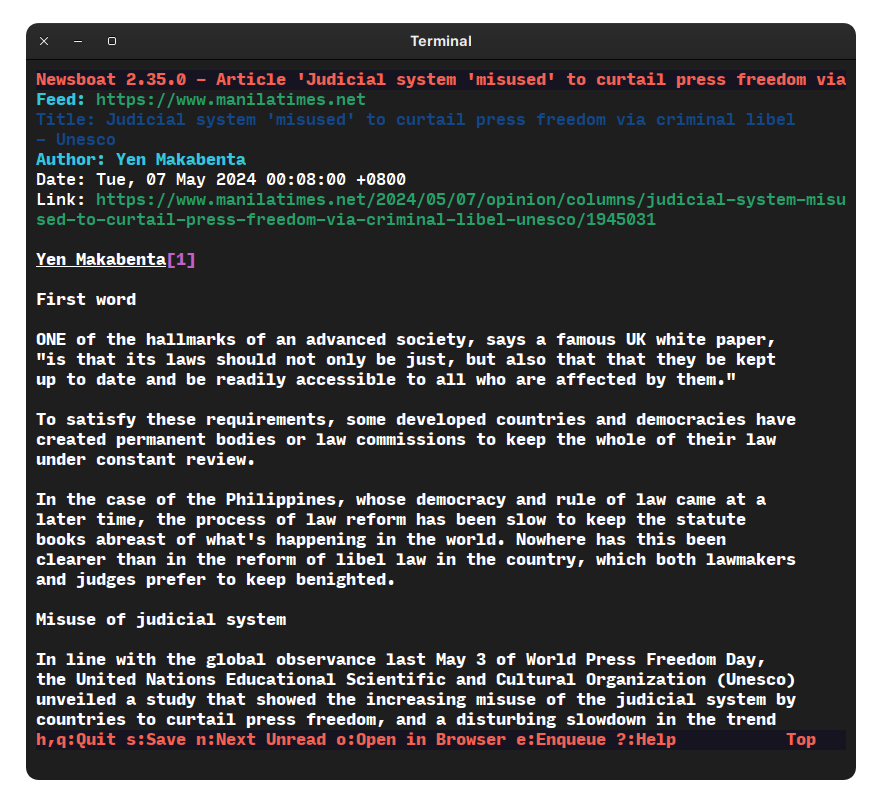 Terminal
Newsboat 2.35.0 - Article 'Judicial system 'misused' to curtail press freedom via
Feed: https://www.manilatimes.net
Title: Judicial system 'misused' to curtail press freedom via criminal libel
- Unesco
Author: Yen Makabenta
Date: Tue, 07 May 2024 00:08:00 +0800
Link: https://www.manilatimes.net/2024/05/07/opinion/columns/judicial-system-misu
sed-to-curtail-press-freedom-via-criminal-libel-unesco/1945031
Yen Makabenta[1]
First word
ONE of the hallmarks of an advanced society, says a famous UK white paper,
"is that its laws should not only be just, but also that that they be kept
up to date and be readily accessible to all who are affected by them."
To satisfy these requirements, some developed countries and democracies have
created permanent bodies or law commissions to keep the whole of their law
under constant review.
In the case of the Philippines, whose democracy and rule of law came at a
later time, the process of law reform has been slow to keep the statute
books abreast of what's happening in the world. Nowhere has this been
clearer than in the reform of libel law in the country, which both lawmakers
and judges prefer to keep benighted.
Misuse of judicial system
In line with the global observance last May 3 of World Press Freedom Day,
the United Nations Educational Scientific and Cultural Organization (Unesco)
unveiled a study that showed the increasing misuse of the judicial system by
countries to curtail press freedom, and a disturbing slowdown in the trend
h,q:Quit s:Save n:Next Unread o:Open in Browser e:Enqueue ?:Help Top